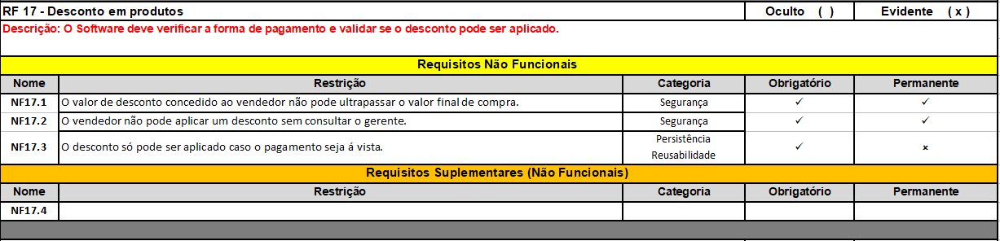 RF 17 - Desconto em produtos Oculto ( ) Evidente ( x )
Descrição: O Software deve verificar a forma de pagamento e validar se o desconto pode ser aplicado.
Requisitos Não Funcionais
Nome Restrição Categoria Obrigatório Permanente
NF17.1 O valor de desconto concedido ao vendedor não pode ultrapassar o valor final de compra. Segurança ✓ ✓
NF17.2 O vendedor não pode aplicar um desconto sem consultar o gerente. Segurança ✓ ✓
NF17.3 O desconto só pode ser aplicado caso o pagamento seja á vista. Persistência Reusabilidade ✓ ×
Requisitos Suplementares (Não Funcionais)
Nome Restrição Categoria Obrigatório Permanente
NF17.4